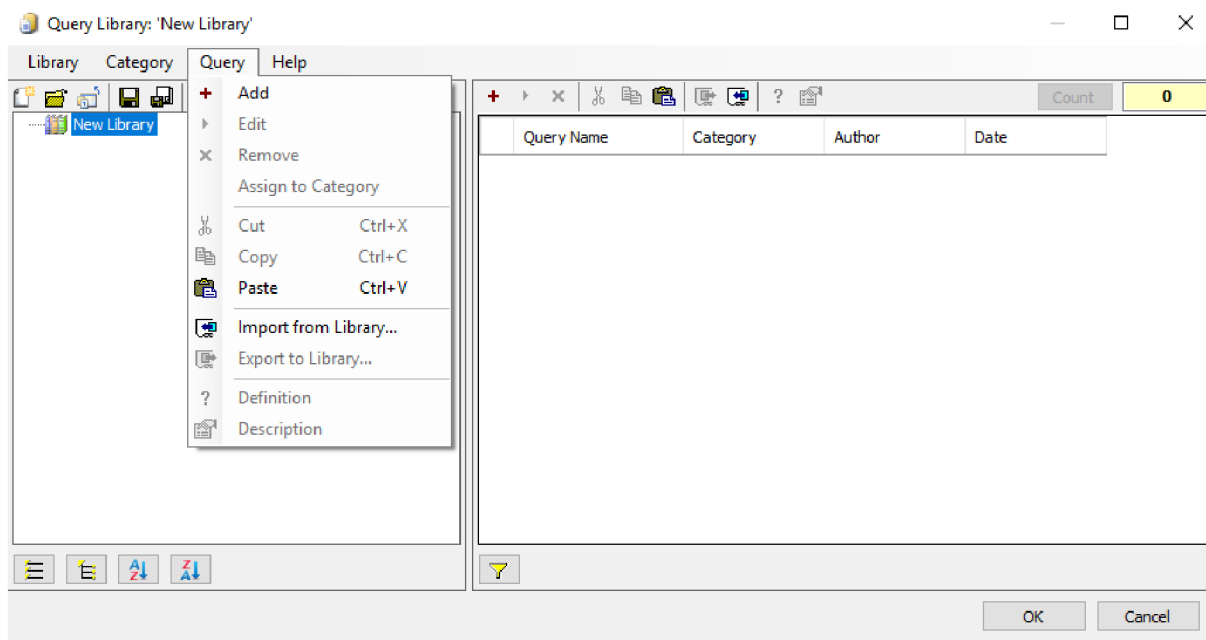 Query Library: 'New Library'
Library Category Query Help
Count 0
New Library
Add
Edit
Remove
Assign to Category
Cut Ctrl+X
Copy Ctrl+C
Paste Ctrl+V
Import from Library...
Export to Library...
? Definition
Description
Query Name Category Author Date
OK Cancel